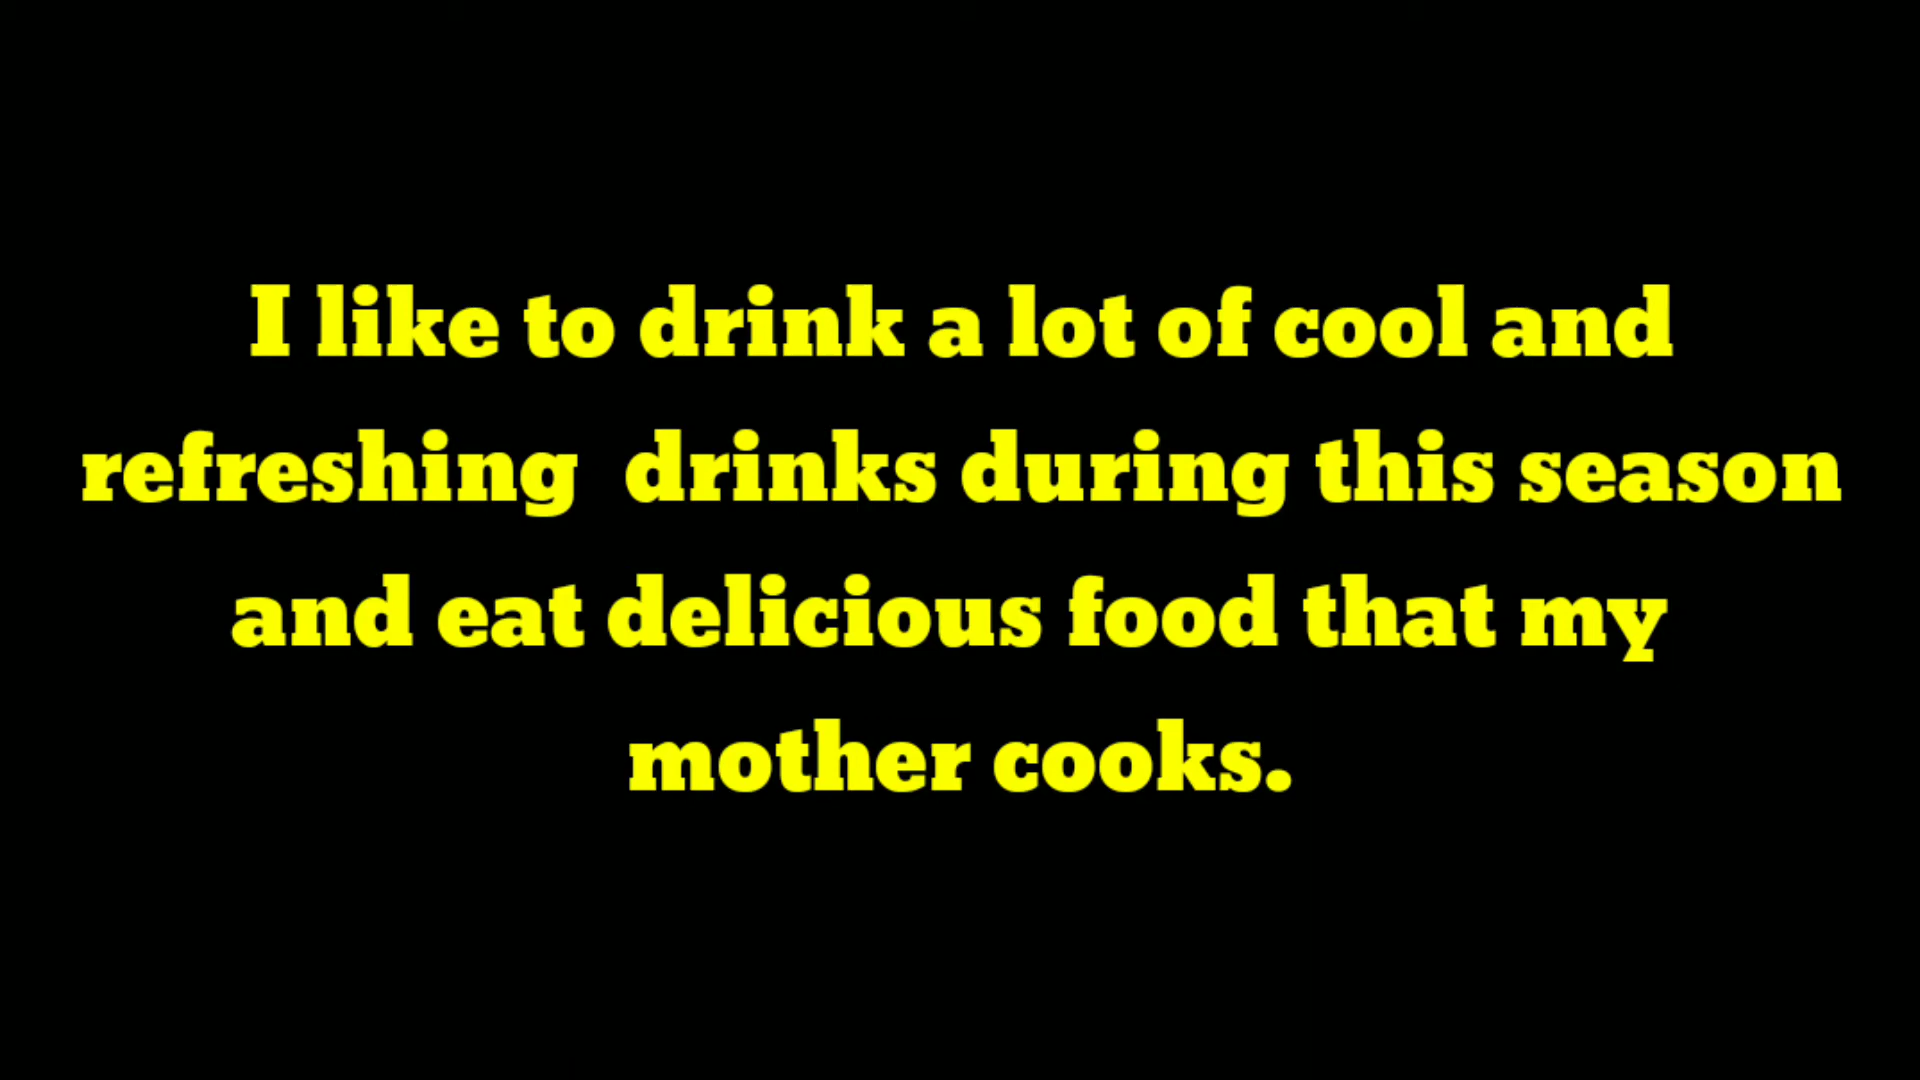 I like to drink a lot of cool and
refreshing  drinks during this season
and eat delicious food that my
mother cooks.